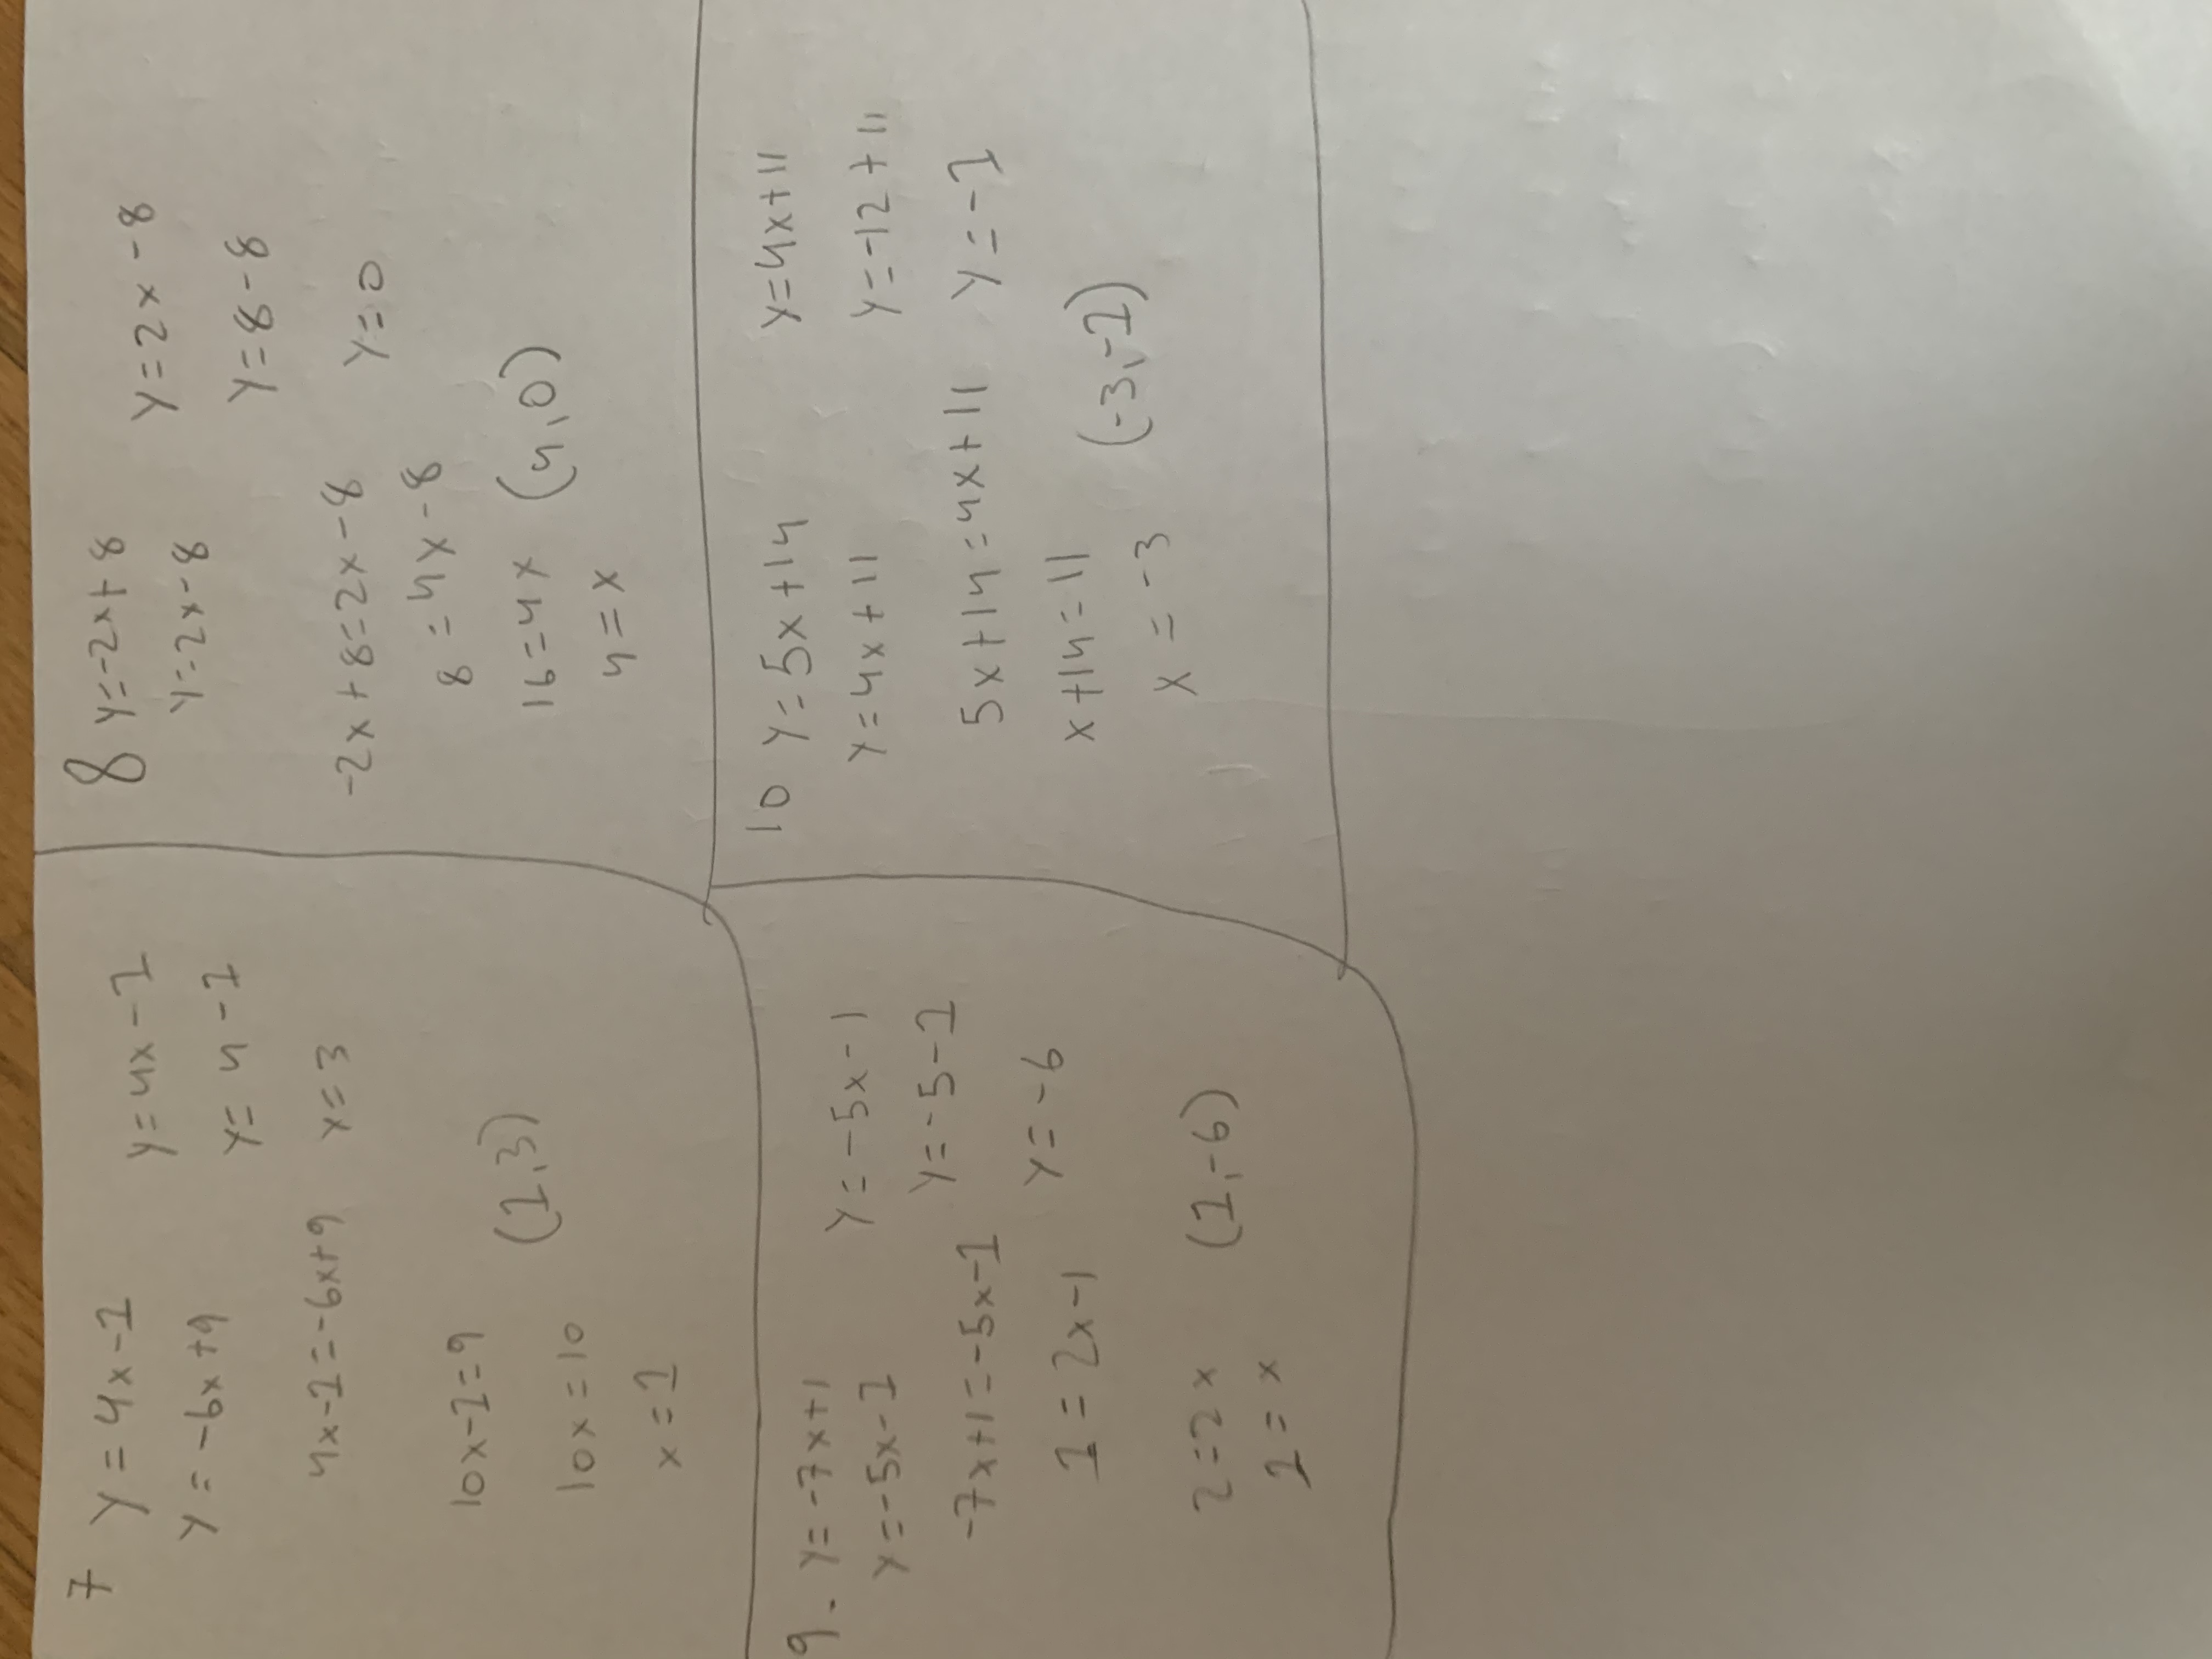 7
y = 4x-1
y = -6x+9
4x-1=-6x+9
10x-1=9
10x=10
x=1
y=4x-1
y=4-1
y=3
(1,3)
8
y=-2x+8
y=2x-8
-2x+8=2x-8
8=4x-8
16=4x
4=x
y=2x-8
y=8-8
y=0
(4,0)
9.
y=-7x+1
y=-5x-1
-7x+1=-5x-1
1=2x-1
2=2x
1=x
y=-5x-1
y=-5-1
y=-6
(1,-6)
10
y=5x+14
y=4x+11
5x+14=4x+11
x+14=11
x=-3
y=4x+11
y=-12+11
y=-1
(-3,-1)